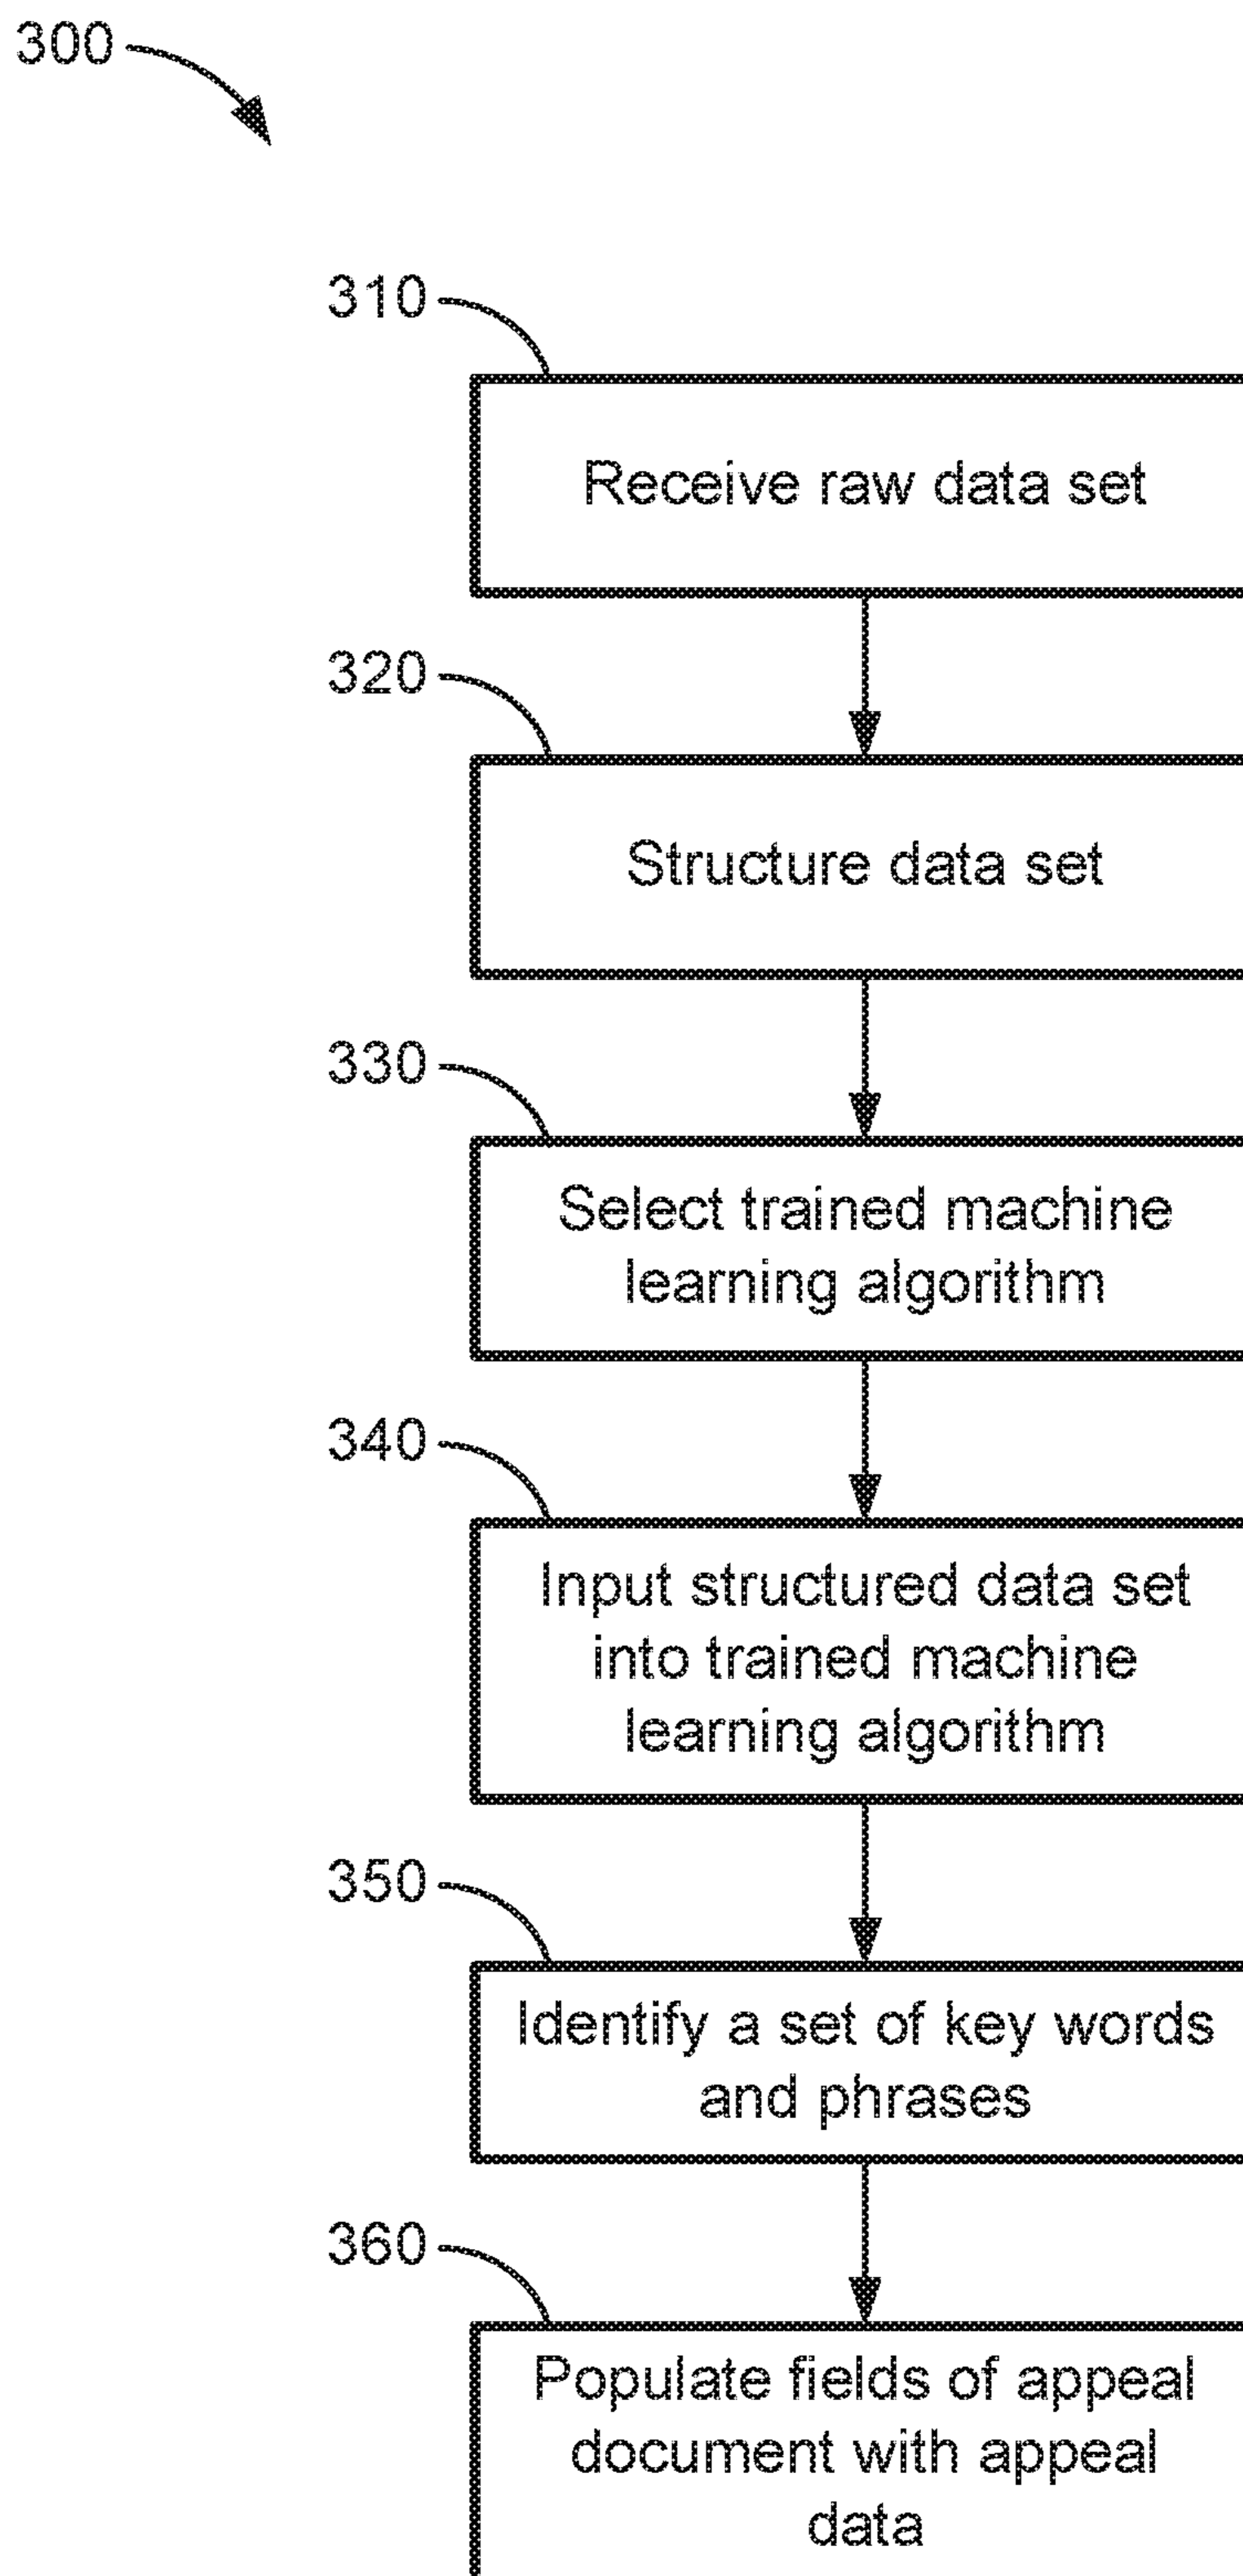 300
310
Receive raw data set
320
Structure data set
330
Select trained machine
learning algorithm
340
Input structured data set
into trained machine
learning algorithm
350
Identify a set of key words
and phrases
360
Populate fields of appeal
document with appeal
data